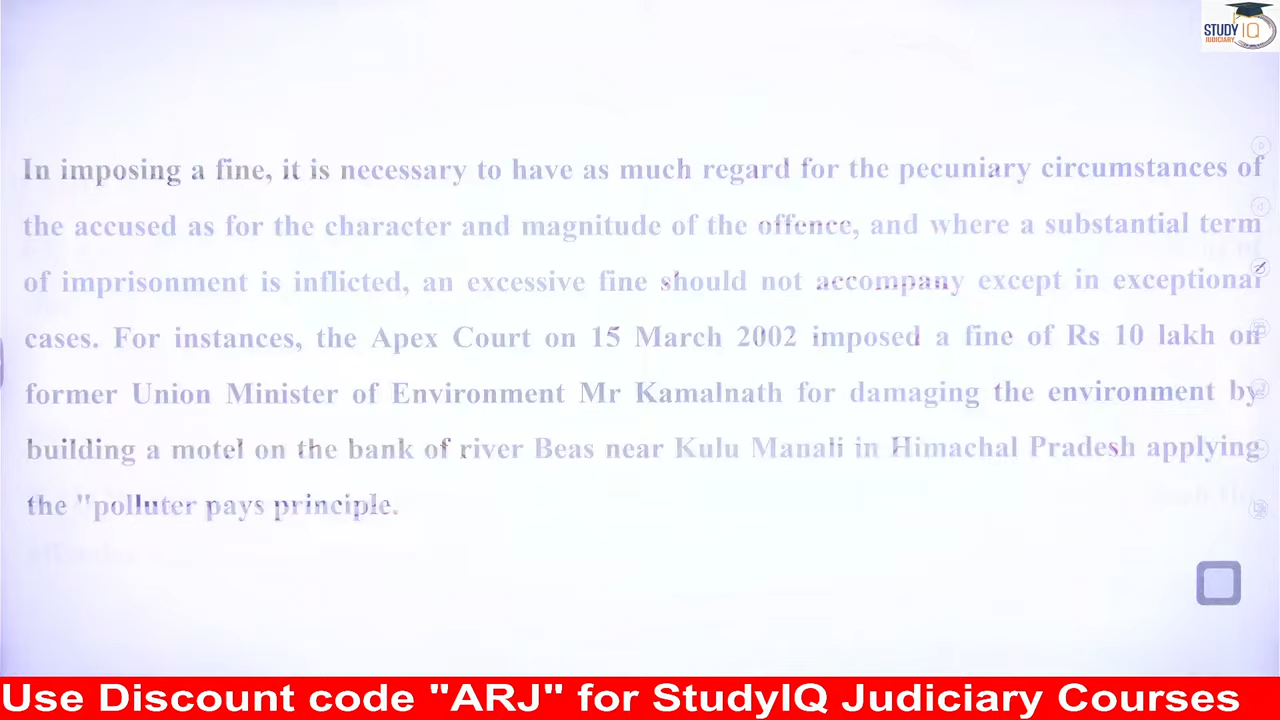 STUDY IQ
JUDICIARY
In imposing a fine, it is necessary to have as much regard for the pecuniary circumstances of
the accused as for the character and magnitude of the offence, and where a substantial term
of imprisonment is inflicted, an excessive fine should not accompany except in exceptional
cases. For instances, the Apex Court on 15 March 2002 imposed a fine of Rs 10 lakh on
former Union Minister of Environment Mr Kamalnath for damaging the environment by
building a motel on the bank of river Beas near Kulu Manali in Himachal Pradesh applying
the "polluter pays principle.
Use Discount code "ARJ" for StudyIQ Judiciary Courses